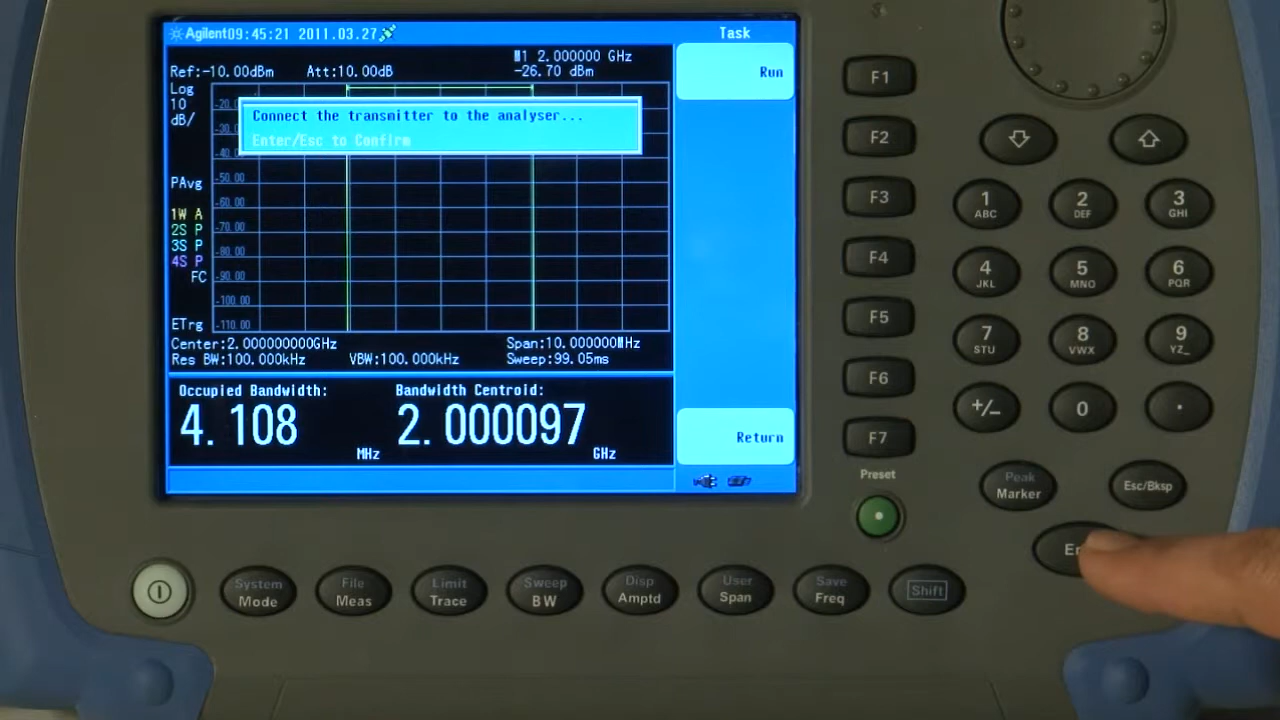 Agilent 09:45:21 2011.03.27
Task
M1 2.000000 GHz
Ref:-10.00dBm Att:10.00dB -26.70 dBm
Run
Log
10
dB/
Connect the transmitter to the analyser...
Enter/Esc to Confirm
-20.0
-30.0
-40.00
-50.00
-60.00
-70.00
-80.00
-90.00
-100.00
-110.00
PAvg
1W A
2S P
3S P
4S P
FC
ETrg
Center:2.000000000GHz Span:10.000000MHz
Res BW:100.000kHz VBW:100.000kHz Sweep:99.05ms
Occupied Bandwidth: Bandwidth Centroid:
4.108 2.000097
MHz GHz
Return
F1
F2
F3
F4
F5
F6
F7
Preset
1 ABC
2 DEF
3 GHI
4 JKL
5 MNO
6 PQR
7 STU
8 VWX
9 YZ_
+/-
0
.
Peak
Marker
Esc/Bksp
System
Mode
File
Meas
Limit
Trace
Sweep
BW
Disp
Amptd
User
Span
Save
Freq
Shift